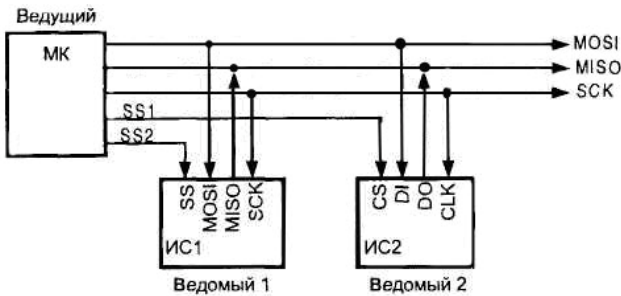 Ведущий
МК
MOSI
MISO
SCK
SS1
SS2
SS
MOSI
MISO
SCK
ИС1
CS
DI
DO
CLK
ИС2
Ведомый 1
Ведомый 2